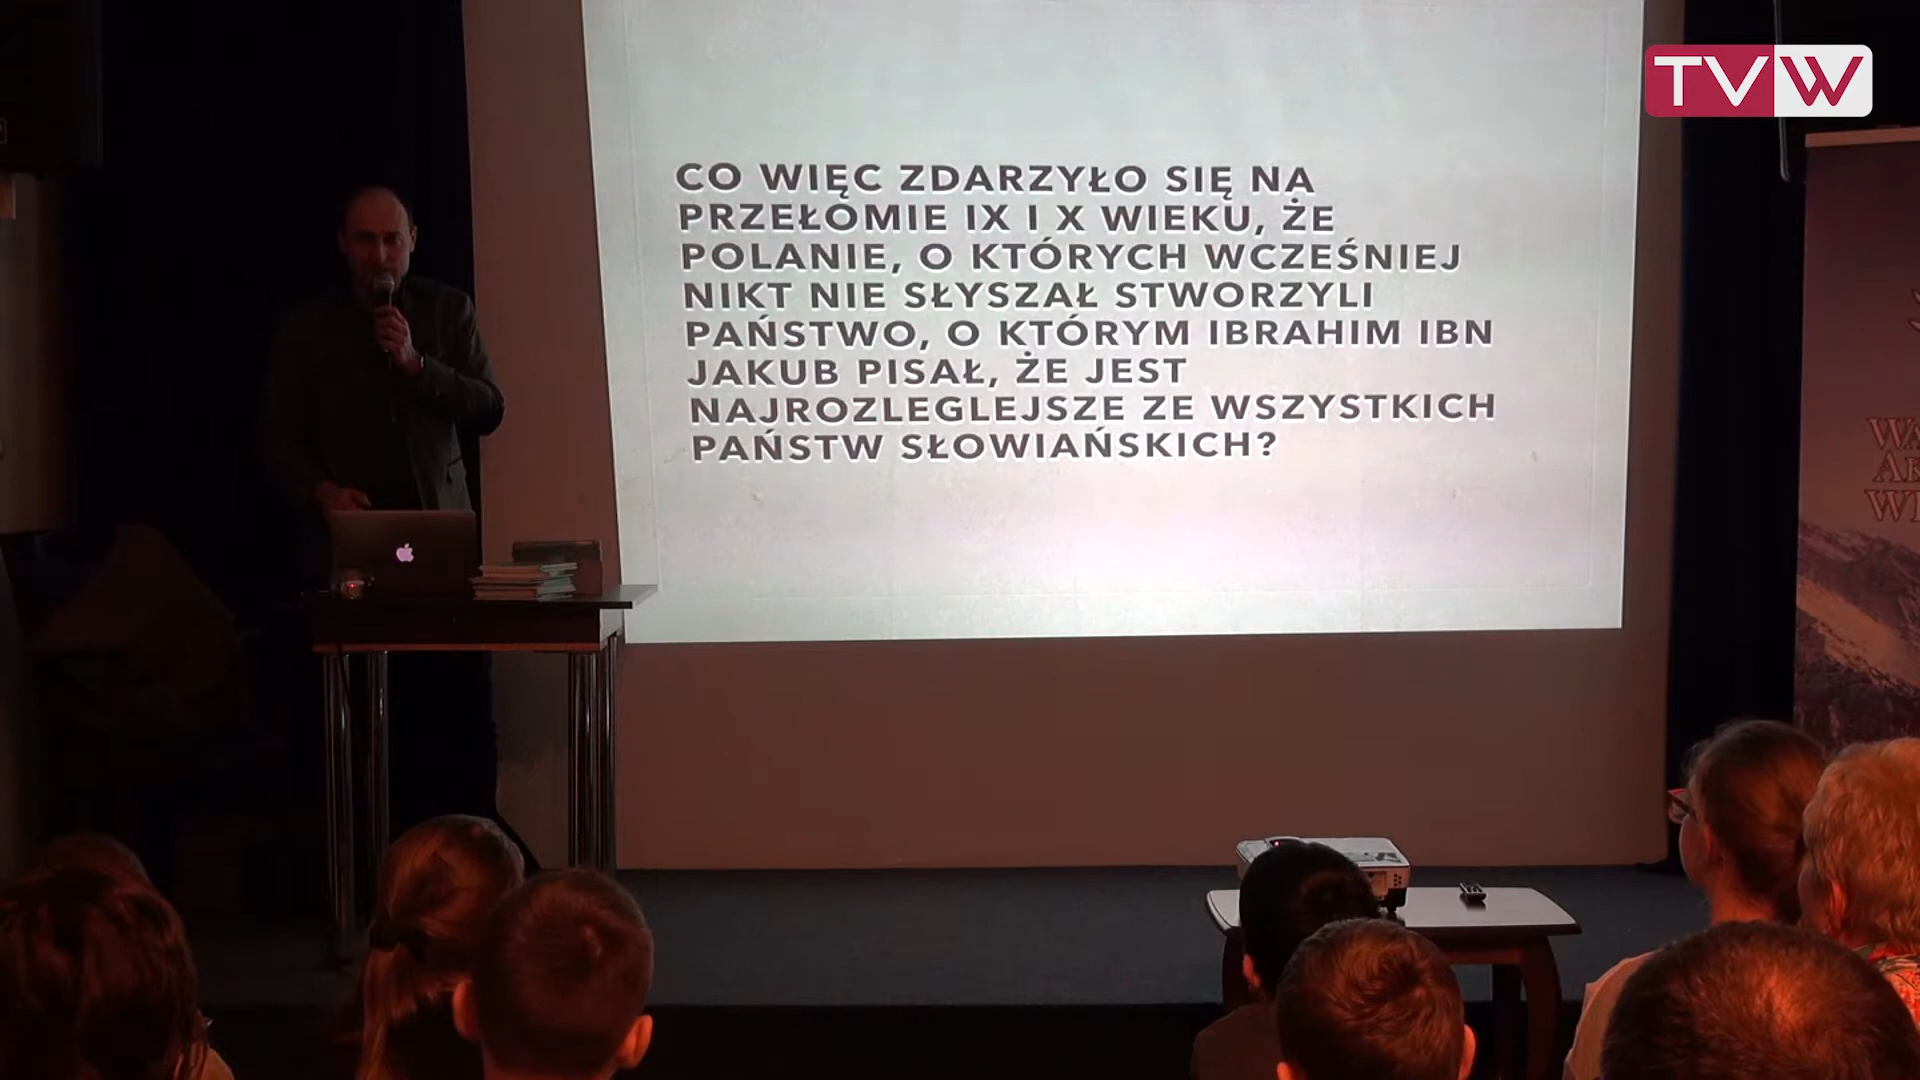 TVW
CO WIĘC ZDARZYŁO SIĘ NA
PRZEŁOMIE IX I X WIEKU, ŻE
POLANIE, O KTÓRYCH WCZEŚNIEJ
NIKT NIE SŁYSZAŁ STWORZYLI
PAŃSTWO, O KTÓRYM IBRAHIM IBN
JAKUB PISAŁ, ŻE JEST
NAJROZLEGLEJSZE ZE WSZYSTKICH
PAŃSTW SŁOWIAŃSKICH?